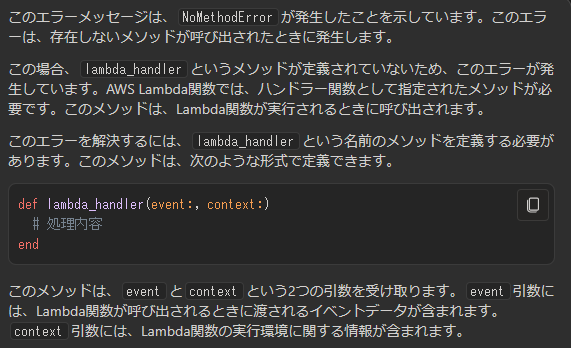 このエラーメッセージは、 NoMethodError が発生したことを示しています。このエラ
ーは、存在しないメソッドが呼び出されたときに発生します。
この場合、 lambda_handler というメソッドが定義されていないため、このエラーが発
生しています。AWS Lambda関数では、ハンドラー関数として指定されたメソッドが必
要です。このメソッドは、Lambda関数が実行されるときに呼び出されます。
このエラーを解決するには、 lambda_handler という名前のメソッドを定義する必要が
あります。このメソッドは、次のような形式で定義できます。
def lambda_handler(event:, context:)
  # 処理内容
end
このメソッドは、 event と context という2つの引数を受け取ります。 event 引数に
は、Lambda関数が呼び出されるときに渡されるイベントデータが含まれます。
context 引数には、Lambda関数の実行環境に関する情報が含まれます。